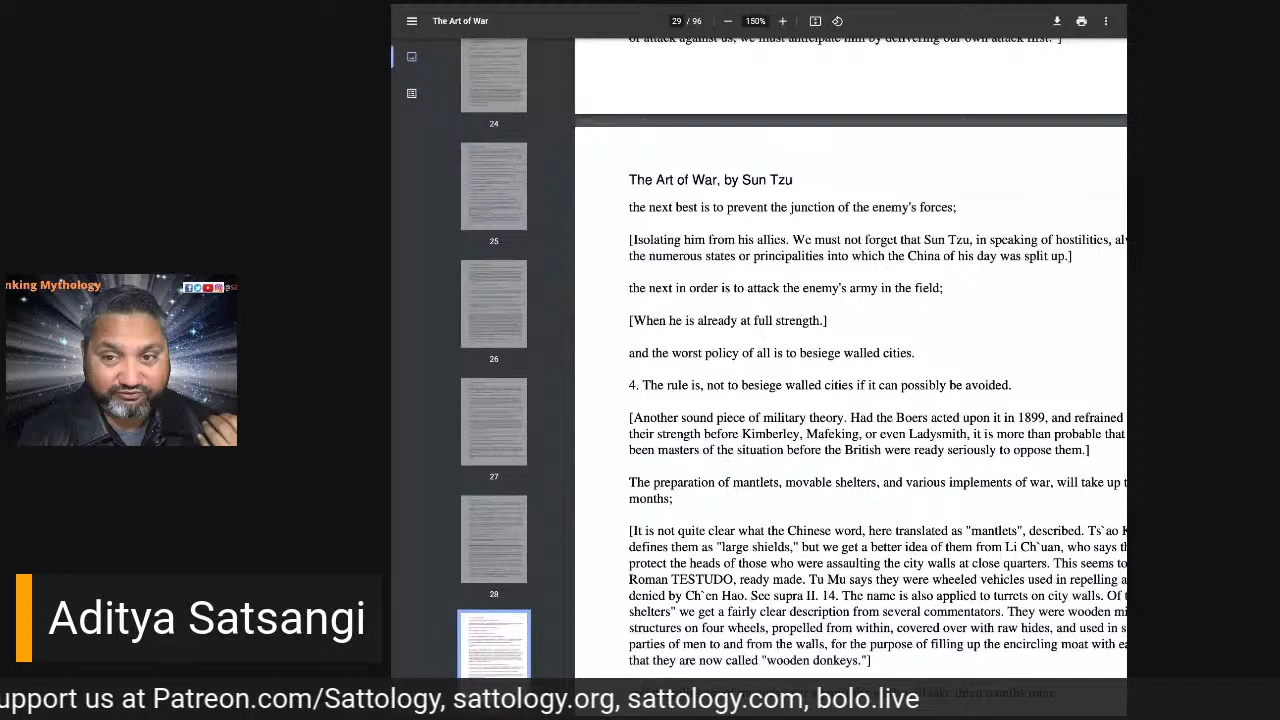 The Art of War
29 / 96
150%
24
25
26
27
28
The Art of War, by Sun Tzu
the next best is to prevent the junction of the enemy's forces;
[Isolating him from his allies. We must not forget that Sun Tzu, in speaking of hostilities,
the numerous states or principalities into which the China of his day was split up.]
the next in order is to attack the enemy's army in the field;
[When he is already at full strength.]
and the worst policy of all is to besiege walled cities.
4. The rule is, not to besiege walled cities if it can possibly be avoided.
[Another sound piece of military theory. Had the Boers acted upon it in 1899, and refrained
their strength before Kimberley, Mafeking, or even Ladysmith, it is more than probable that
been masters of the situation before the British were ready seriously to oppose them.]
The preparation of mantlets, movable shelters, and various implements of war, will take up
months;
[It is not quite clear what the Chinese word, here translated as "mantlets", described. Ts`ao
defines them as "large shields," but we get a better idea of them from Li Ch`uan, who says
protect the heads of those who were assaulting the city walls at close quarters. This seems to
Roman TESTUDO, ready made. Tu Mu says they were wheeled vehicles used in repelling
denied by Ch`en Hao. See supra II. 14. The name is also applied to turrets on city walls. Of
shelters" we get a fairly clear description from several commentators. They were wooden
structures on four wheels, propelled from within, covered over with raw hides, and used in
parties of men to and from the walls, for the purpose of filling up the encircling moat with
that they are now called "wooden donkeys."]
three months more
nking Mythology
Aditya Satsangi
upport us at Patreon.com/Sattology, sattology.org, sattology.com, bolo.live